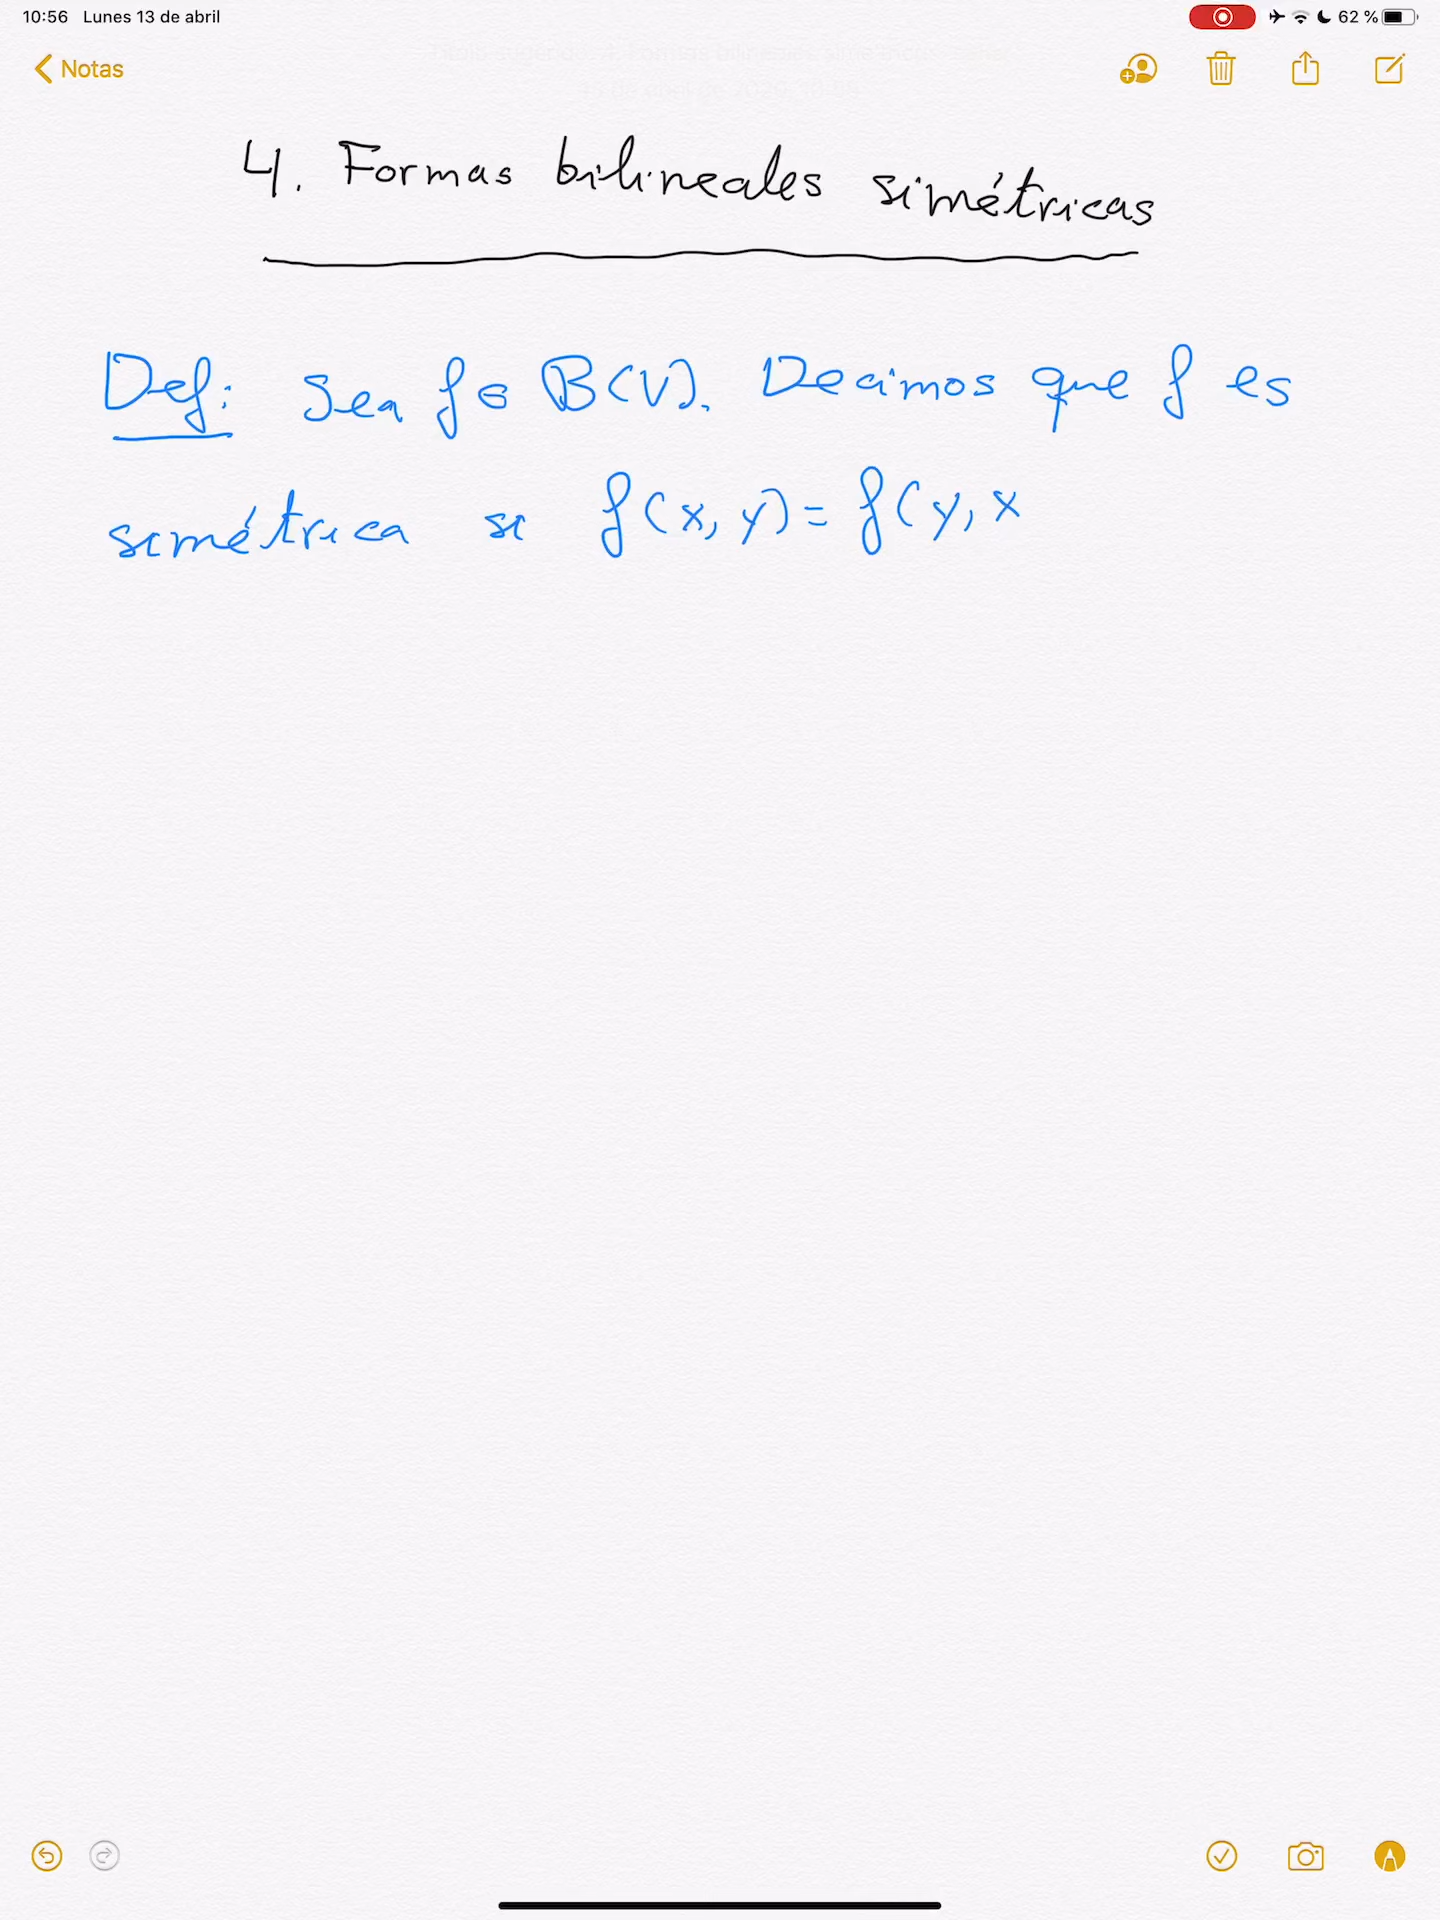 10:56 Lunes 13 de abril 62 %
Notas
4. Formas bilineales simétricas
Def: Sea f ∈ B(V). Decimos que f es
simétrica si f(x, y) = f(y, x